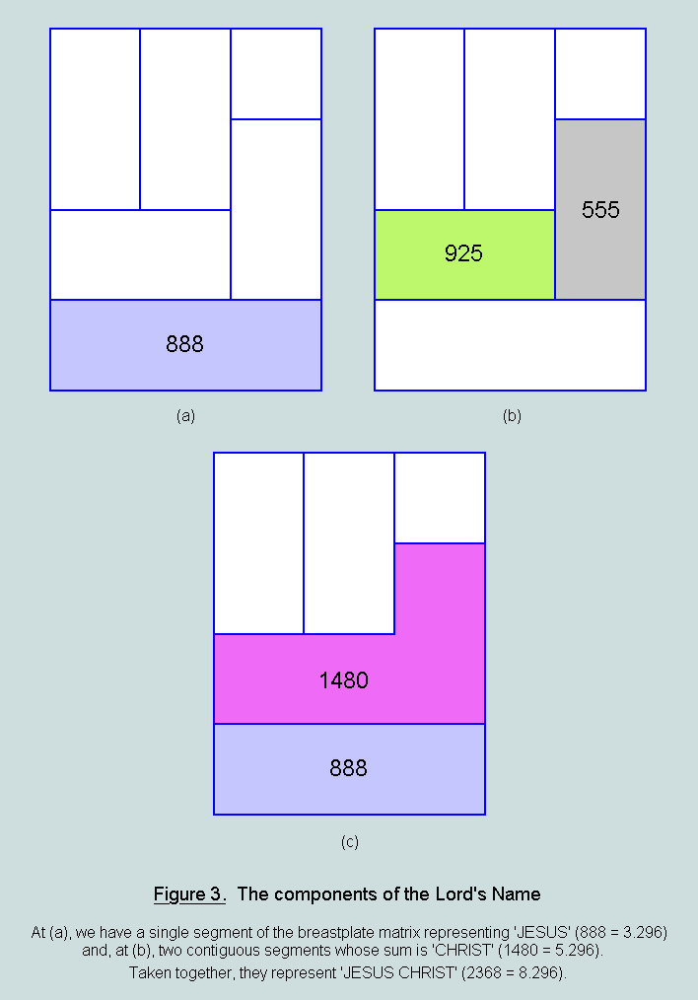 888
555
925
(a)
(b)
1480
888
(c)
Figure 3. The components of the Lord's Name
At (a), we have a single segment of the breastplate matrix representing 'JESUS' (888 = 3.296)
and, at (b), two contiguous segments whose sum is 'CHRIST' (1480 = 5.296).
Taken together, they represent 'JESUS CHRIST' (2368 = 8.296).